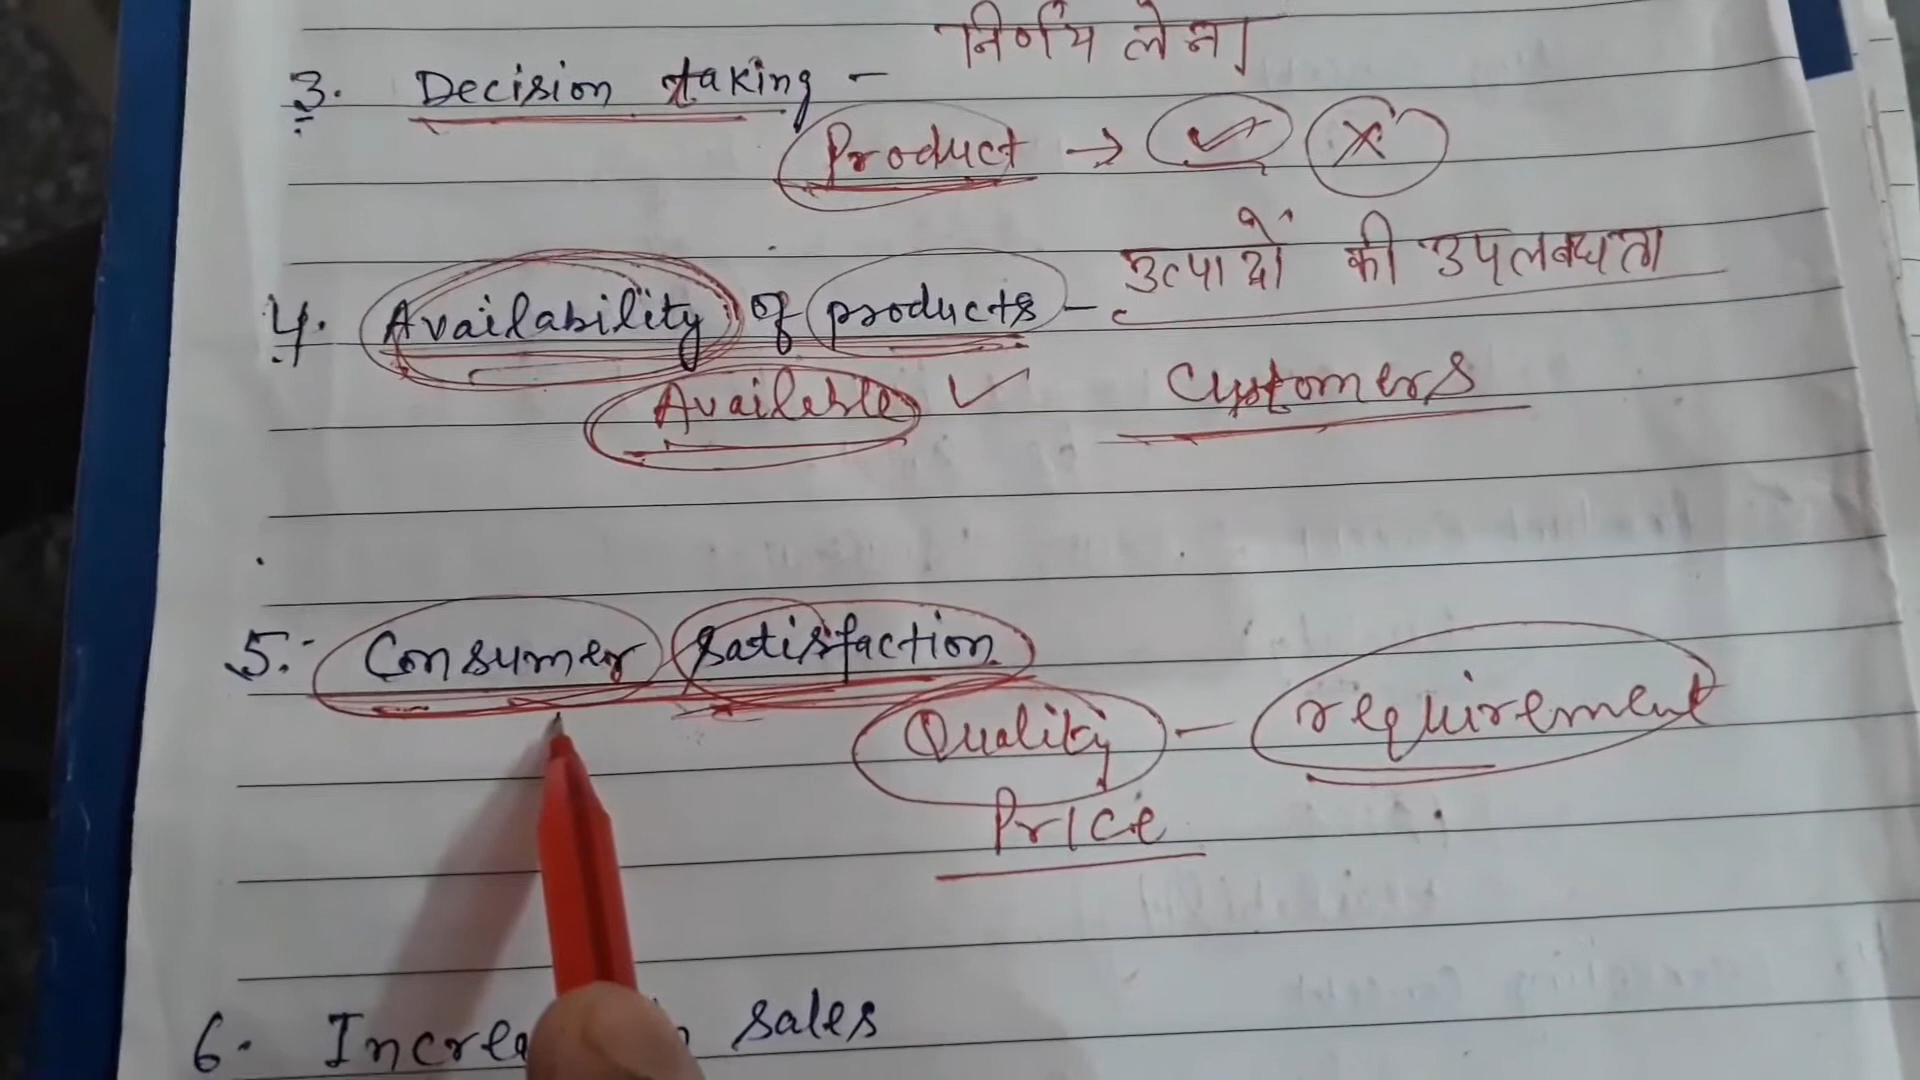 निर्णय लेना
3. Decision taking -
Product → ✓ ✗
उत्पादों की उपलब्धता
4. Availability of products -
Available ✓ Customers
5. Consumer satisfaction
Quality - requirement
Price
6. sales